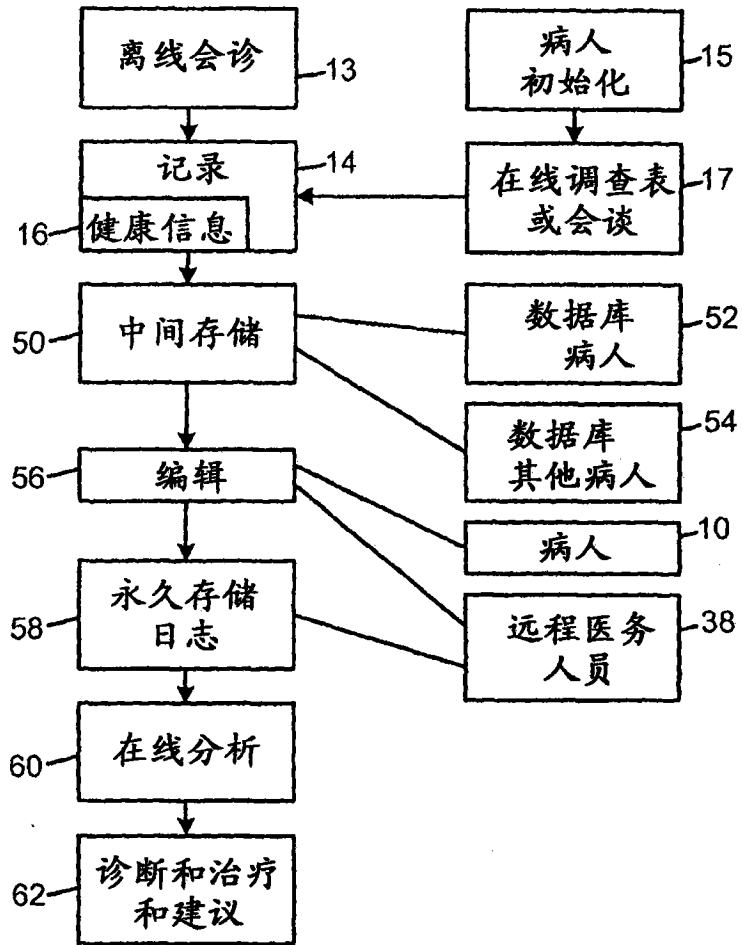 离线会诊
13
病人
初始化
15
记录
14
16
健康信息
在线调查表
或会谈
17
50
中间存储
数据库
病人
52
数据库
其他病人
54
56
编辑
病人
10
58
永久存储
日志
远程医务
人员
38
60
在线分析
62
诊断和治疗
和建议